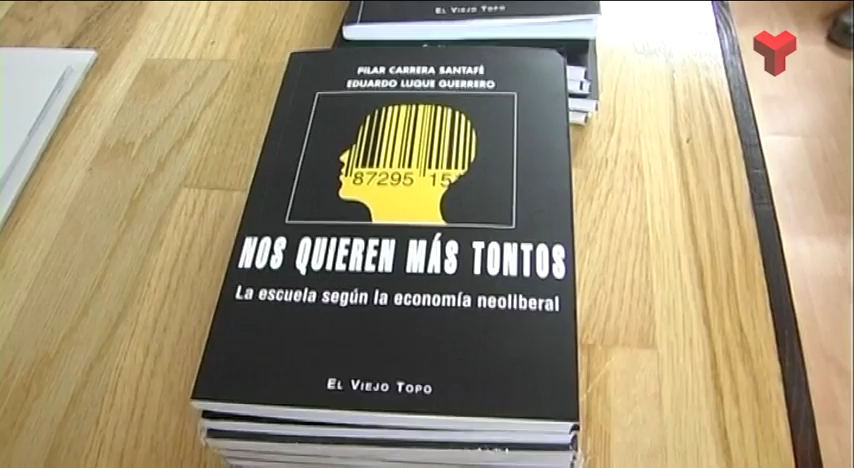 EL VIEJO TOPO
PILAR CARRERA SANTAFÉ
EDUARDO LUQUE GUERRERO
87295 15
NOS QUIEREN MÁS TONTOS
La escuela según la economía neoliberal
EL VIEJO TOPO